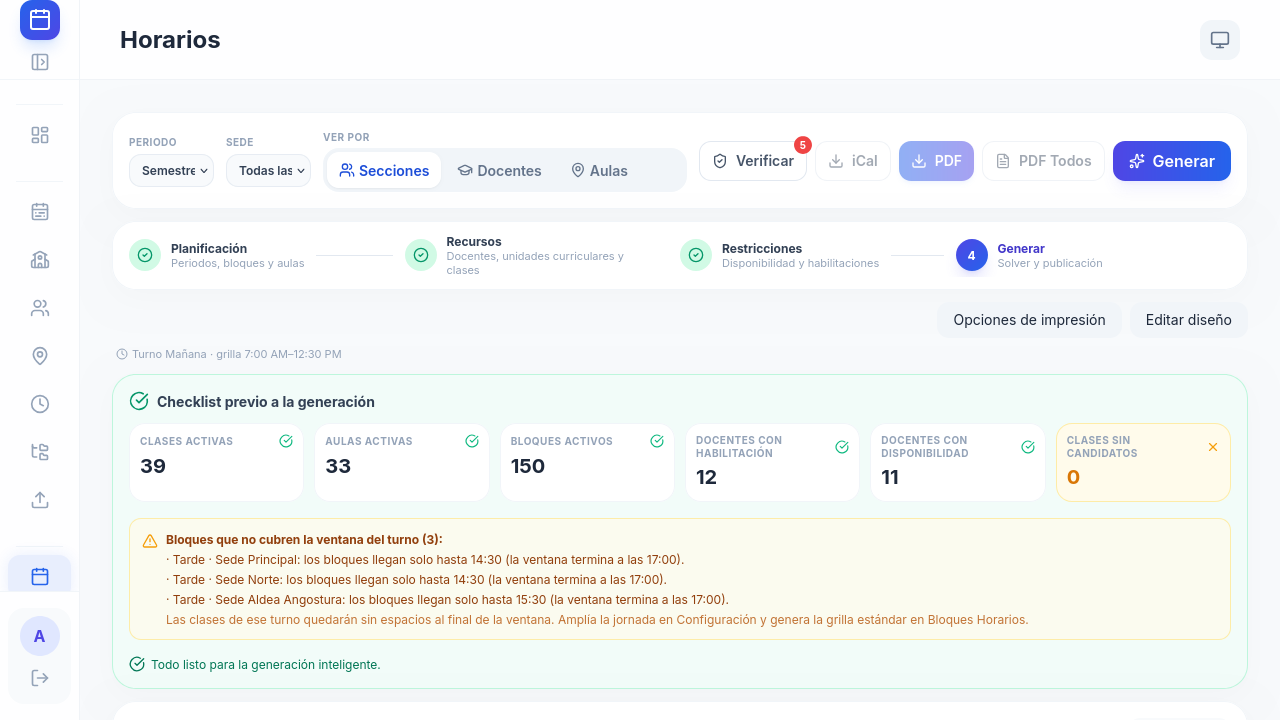 Horarios
PERIODO
SEDE
VER POR
Semestre
Todas las
Secciones
Docentes
Aulas
Verificar
5
iCal
PDF
PDF Todos
Generar
Planificación
Periodos, bloques y aulas
Recursos
Docentes, unidades curriculares y
clases
Restricciones
Disponibilidad y habilitaciones
4
Generar
Solver y publicación
Opciones de impresión
Editar diseño
Turno Mañana · grilla 7:00 AM–12:30 PM
Checklist previo a la generación
CLASES ACTIVAS
39
AULAS ACTIVAS
33
BLOQUES ACTIVOS
150
DOCENTES CON
HABILITACIÓN
12
DOCENTES CON
DISPONIBILIDAD
11
CLASES SIN
CANDIDATOS
0
Bloques que no cubren la ventana del turno (3):
· Tarde · Sede Principal: los bloques llegan solo hasta 14:30 (la ventana termina a las 17:00).
· Tarde · Sede Norte: los bloques llegan solo hasta 14:30 (la ventana termina a las 17:00).
· Tarde · Sede Aldea Angostura: los bloques llegan solo hasta 15:30 (la ventana termina a las 17:00).
Las clases de ese turno quedarán sin espacios al final de la ventana. Amplía la jornada en Configuración y genera la grilla estándar en Bloques Horarios.
Todo listo para la generación inteligente.
A